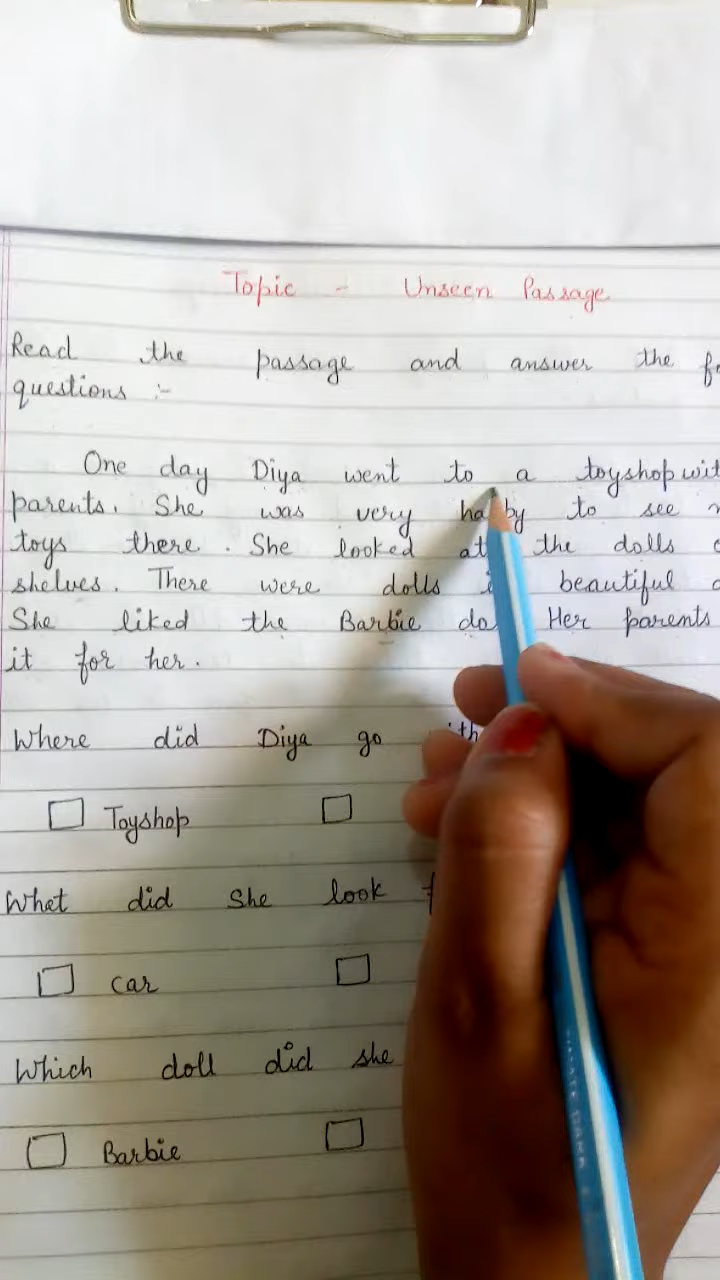 Topic - Unseen Passage
Read the passage and answer the
questions :-
One day Diya went to a toyshop
parents. She was very to see
toys there. She looked at the dolls
shelves. There were dolls beautiful
She liked the Barbie Her parents
it for her.
Where did Diya go
Toyshop
What did She look
car
Which doll did she
Barbie